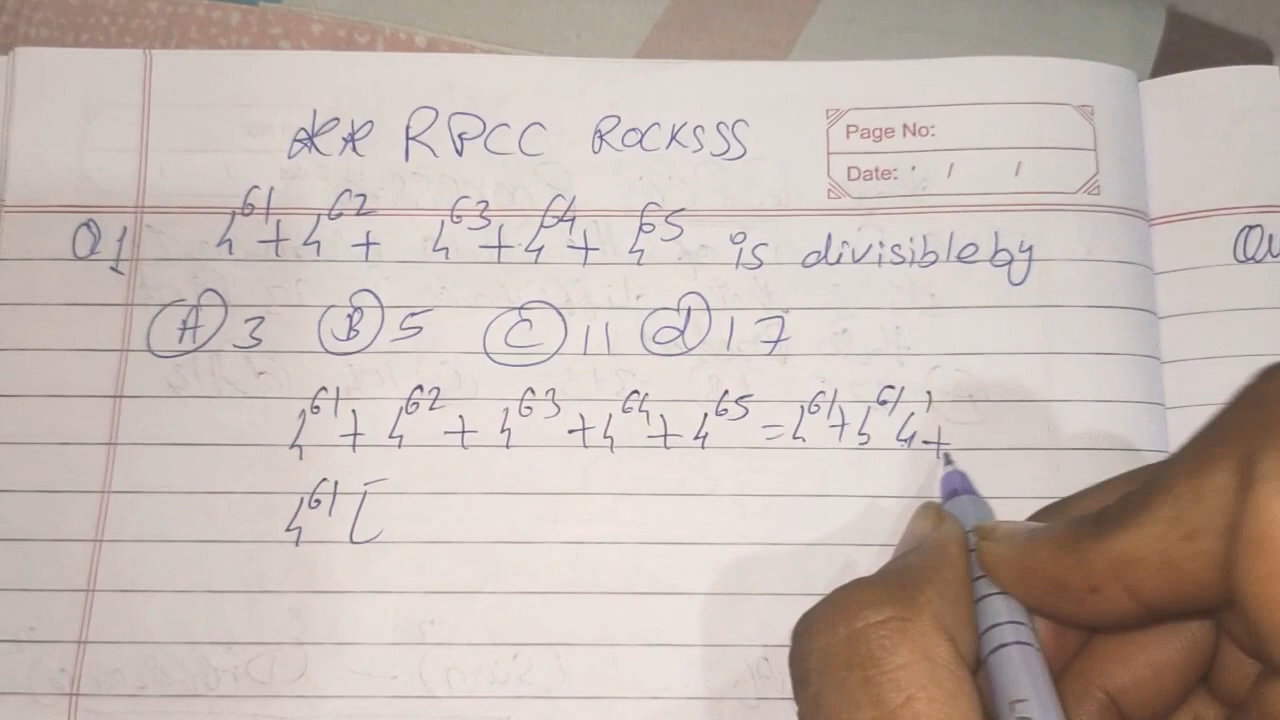 RPCC ROCKSSS
Page No:
Date: / /
Q1 4^61 + 4^62 + 4^63 + 4^64 + 4^65 is divisible by
Qu
(A) 3 (B) 5 (C) 11 (d) 17
4^61 + 4^62 + 4^63 + 4^64 + 4^65 = 4^61 + 4^61 4^1 +
4^61 [